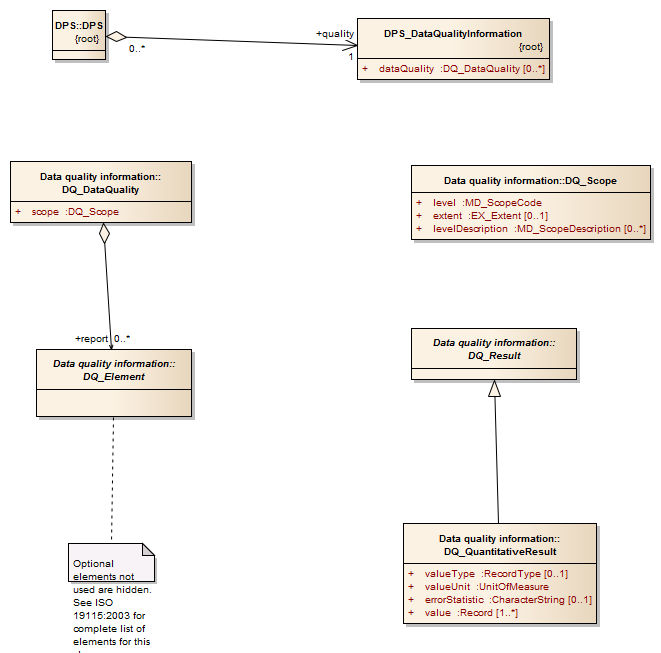 DPS::DPS
{root}
0..*
+quality
1
DPS_DataQualityInformation
{root}
+ dataQuality :DQ_DataQuality [0..*]
Data quality information::
DQ_DataQuality
+ scope :DQ_Scope
Data quality information::DQ_Scope
+ level :MD_ScopeCode
+ extent :EX_Extent [0..1]
+ levelDescription :MD_ScopeDescription [0..*]
+report 0..*
Data quality information::
DQ_Element
Data quality information::
DQ_Result
Data quality information::
DQ_QuantitativeResult
+ valueType :RecordType [0..1]
+ valueUnit :UnitOfMeasure
+ errorStatistic :CharacterString [0..1]
+ value :Record [1..*]
Optional
elements not
used are hidden.
See ISO
19115:2003 for
complete list of
elements for this